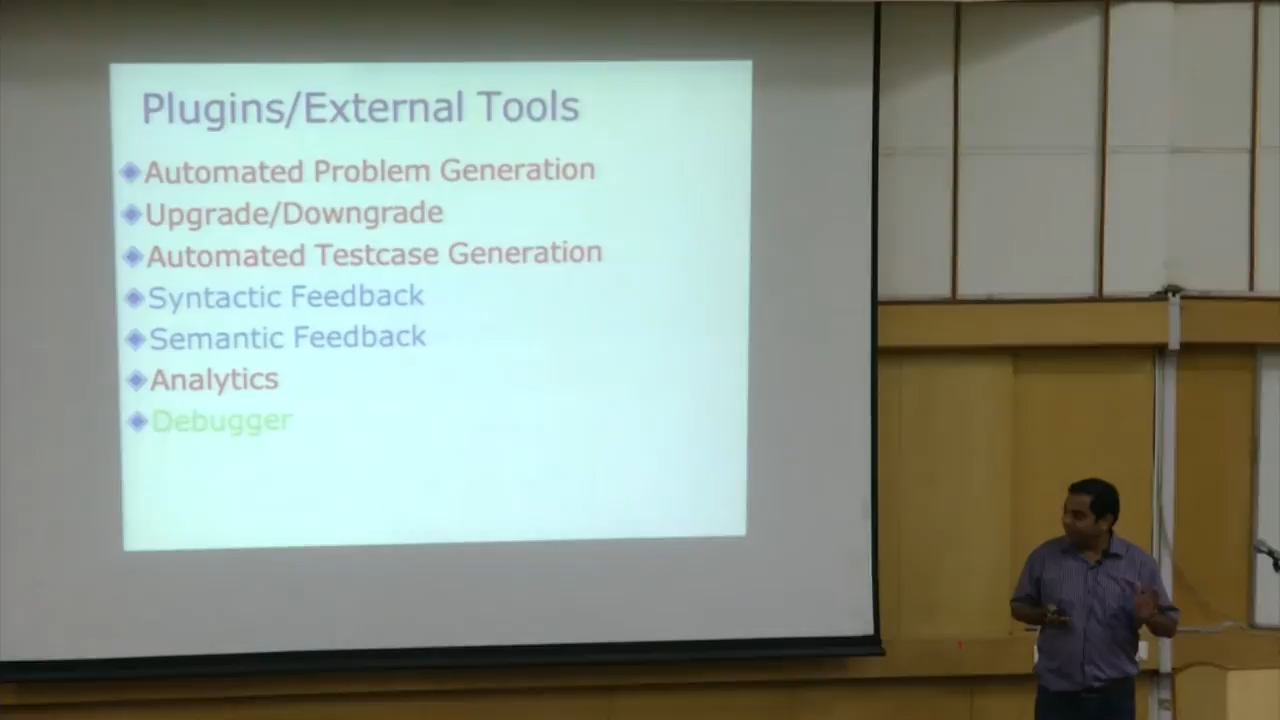 Plugins/External Tools
Automated Problem Generation
Upgrade/Downgrade
Automated Testcase Generation
Syntactic Feedback
Semantic Feedback
Analytics
Debugger